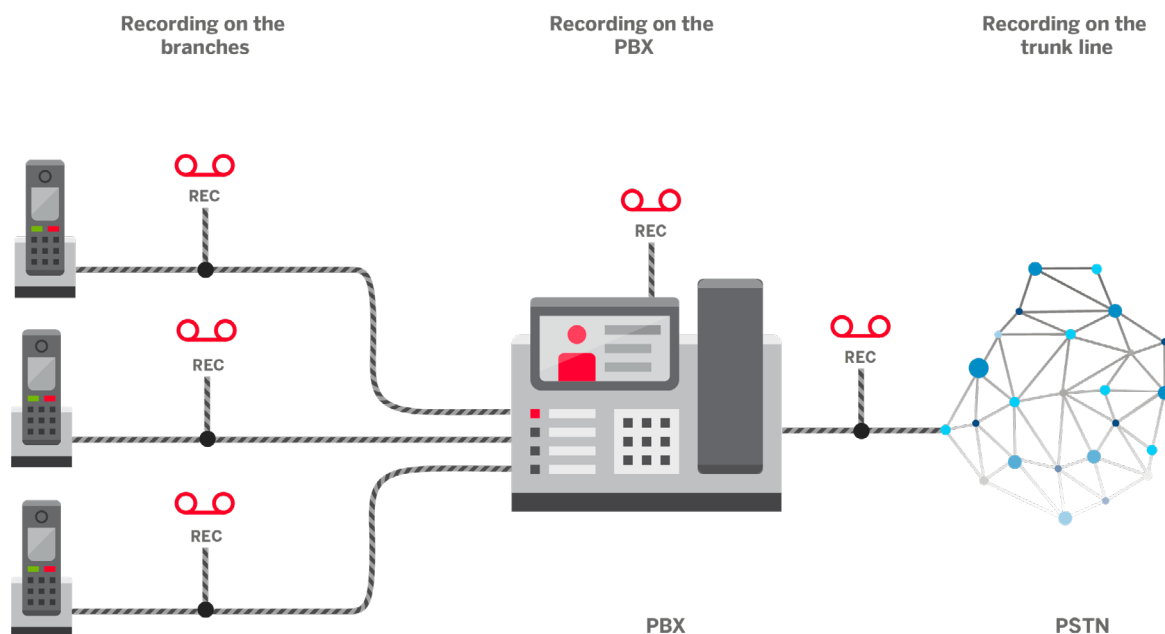 Recording on the
branches
Recording on the
PBX
Recording on the
trunk line
REC
REC
REC
REC
REC
PBX
PSTN